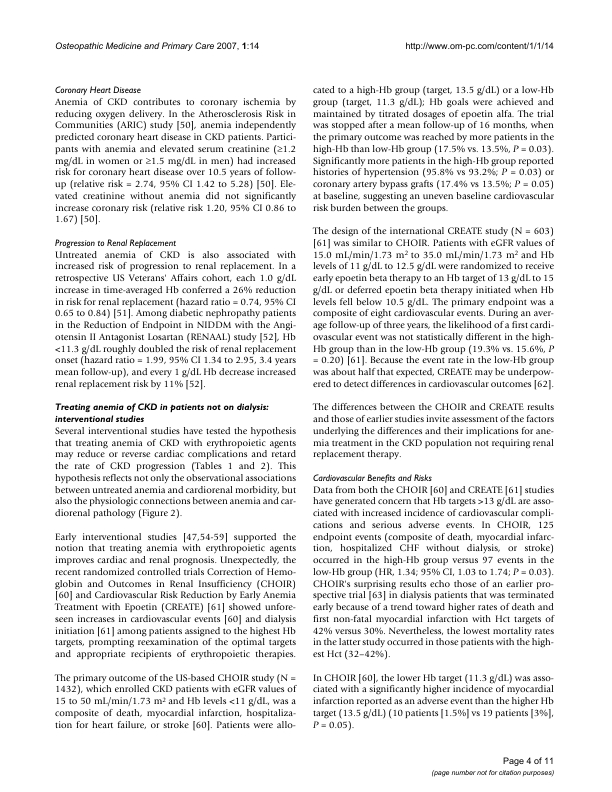 Osteopathic Medicine and Primary Care 2007, 1:14
http://www.om-pc.com/content/1/1/14
Coronary Heart Disease
Anemia of CKD contributes to coronary ischemia by
reducing oxygen delivery. In the Atherosclerosis Risk in
Communities (ARIC) study [50], anemia independently
predicted coronary heart disease in CKD patients. Partici-
pants with anemia and elevated serum creatinine (≥1.2
mg/dL in women or ≥1.5 mg/dL in men) had increased
risk for coronary heart disease over 10.5 years of follow-
up (relative risk = 2.74, 95% CI 1.42 to 5.28) [50]. Ele-
vated creatinine without anemia did not significantly
increase coronary risk (relative risk 1.20, 95% CI 0.86 to
1.67) [50].
Progression to Renal Replacement
Untreated anemia of CKD is also associated with
increased risk of progression to renal replacement. In a
retrospective US Veterans' Affairs cohort, each 1.0 g/dL
increase in time-averaged Hb conferred a 26% reduction
in risk for renal replacement (hazard ratio = 0.74, 95% CI
0.65 to 0.84) [51]. Among diabetic nephropathy patients
in the Reduction of Endpoint in NIDDM with the Angi-
otensin II Antagonist Losartan (RENAAL) study [52], Hb
<11.3 g/dL roughly doubled the risk of renal replacement
onset (hazard ratio = 1.99, 95% CI 1.34 to 2.95, 3.4 years
mean follow-up), and every 1 g/dL Hb decrease increased
renal replacement risk by 11% [52].
Treating anemia of CKD in patients not on dialysis:
interventional studies
Several interventional studies have tested the hypothesis
that treating anemia of CKD with erythropoietic agents
may reduce or reverse cardiac complications and retard
the rate of CKD progression (Tables 1 and 2). This
hypothesis reflects not only the observational associations
between untreated anemia and cardiorenal morbidity, but
also the physiologic connections between anemia and car-
diorenal pathology (Figure 2).
Early interventional studies [47,54-59] supported the
notion that treating anemia with erythropoietic agents
improves cardiac and renal prognosis. Unexpectedly, the
recent randomized controlled trials Correction of Hemo-
globin and Outcomes in Renal Insufficiency (CHOIR)
[60] and Cardiovascular Risk Reduction by Early Anemia
Treatment with Epoetin (CREATE) [61] showed unfore-
seen increases in cardiovascular events [60] and dialysis
initiation [61] among patients assigned to the highest Hb
targets, prompting reexamination of the optimal targets
and appropriate recipients of erythropoietic therapies.
The primary outcome of the US-based CHOIR study (N =
1432), which enrolled CKD patients with eGFR values of
15 to 50 mL/min/1.73 m² and Hb levels <11 g/dL, was a
composite of death, myocardial infarction, hospitaliza-
tion for heart failure, or stroke [60]. Patients were allo-
cated to a high-Hb group (target, 13.5 g/dL) or a low-Hb
group (target, 11.3 g/dL); Hb goals were achieved and
maintained by titrated dosages of epoetin alfa. The trial
was stopped after a mean follow-up of 16 months, when
the primary outcome was reached by more patients in the
high-Hb than low-Hb group (17.5% vs. 13.5%, P = 0.03).
Significantly more patients in the high-Hb group reported
histories of hypertension (95.8% vs 93.2%; P = 0.03) or
coronary artery bypass grafts (17.4% vs 13.5%; P = 0.05)
at baseline, suggesting an uneven baseline cardiovascular
risk burden between the groups.
The design of the international CREATE study (N = 603)
[61] was similar to CHOIR. Patients with eGFR values of
15.0 mL/min/1.73 m² to 35.0 mL/min/1.73 m² and Hb
levels of 11 g/dL to 12.5 g/dL were randomized to receive
early epoetin beta therapy to an Hb target of 13 g/dL to 15
g/dL or deferred epoetin beta therapy initiated when Hb
levels fell below 10.5 g/dL. The primary endpoint was a
composite of eight cardiovascular events. During an aver-
age follow-up of three years, the likelihood of a first cardi-
ovascular event was not statistically different in the high-
Hb group than in the low-Hb group (19.3% vs. 15.6%, P
= 0.20) [61]. Because the event rate in the low-Hb group
was about half that expected, CREATE may be underpow-
ered to detect differences in cardiovascular outcomes [62].
The differences between the CHOIR and CREATE results
and those of earlier studies invite assessment of the factors
underlying the differences and their implications for ane-
mia treatment in the CKD population not requiring renal
replacement therapy.
Cardiovascular Benefits and Risks
Data from both the CHOIR [60] and CREATE [61] studies
have generated concern that Hb targets >13 g/dL are asso-
ciated with increased incidence of cardiovascular compli-
cations and serious adverse events. In CHOIR, 125
endpoint events (composite of death, myocardial infarc-
tion, hospitalized CHF without dialysis, or stroke)
occurred in the high-Hb group versus 97 events in the
low-Hb group (HR, 1.34; 95% CI, 1.03 to 1.74; P = 0.03).
CHOIR's surprising results echo those of an earlier pro-
spective trial [63] in dialysis patients that was terminated
early because of a trend toward higher rates of death and
first non-fatal myocardial infarction with Hct targets of
42% versus 30%. Nevertheless, the lowest mortality rates
in the latter study occurred in those patients with the high-
est Hct (32–42%).
In CHOIR [60], the lower Hb target (11.3 g/dL) was asso-
ciated with a significantly higher incidence of myocardial
infarction reported as an adverse event than the higher Hb
target (13.5 g/dL) (10 patients [1.5%] vs 19 patients [3%],
P = 0.05).
Page 4 of 11
(page number not for citation purposes)